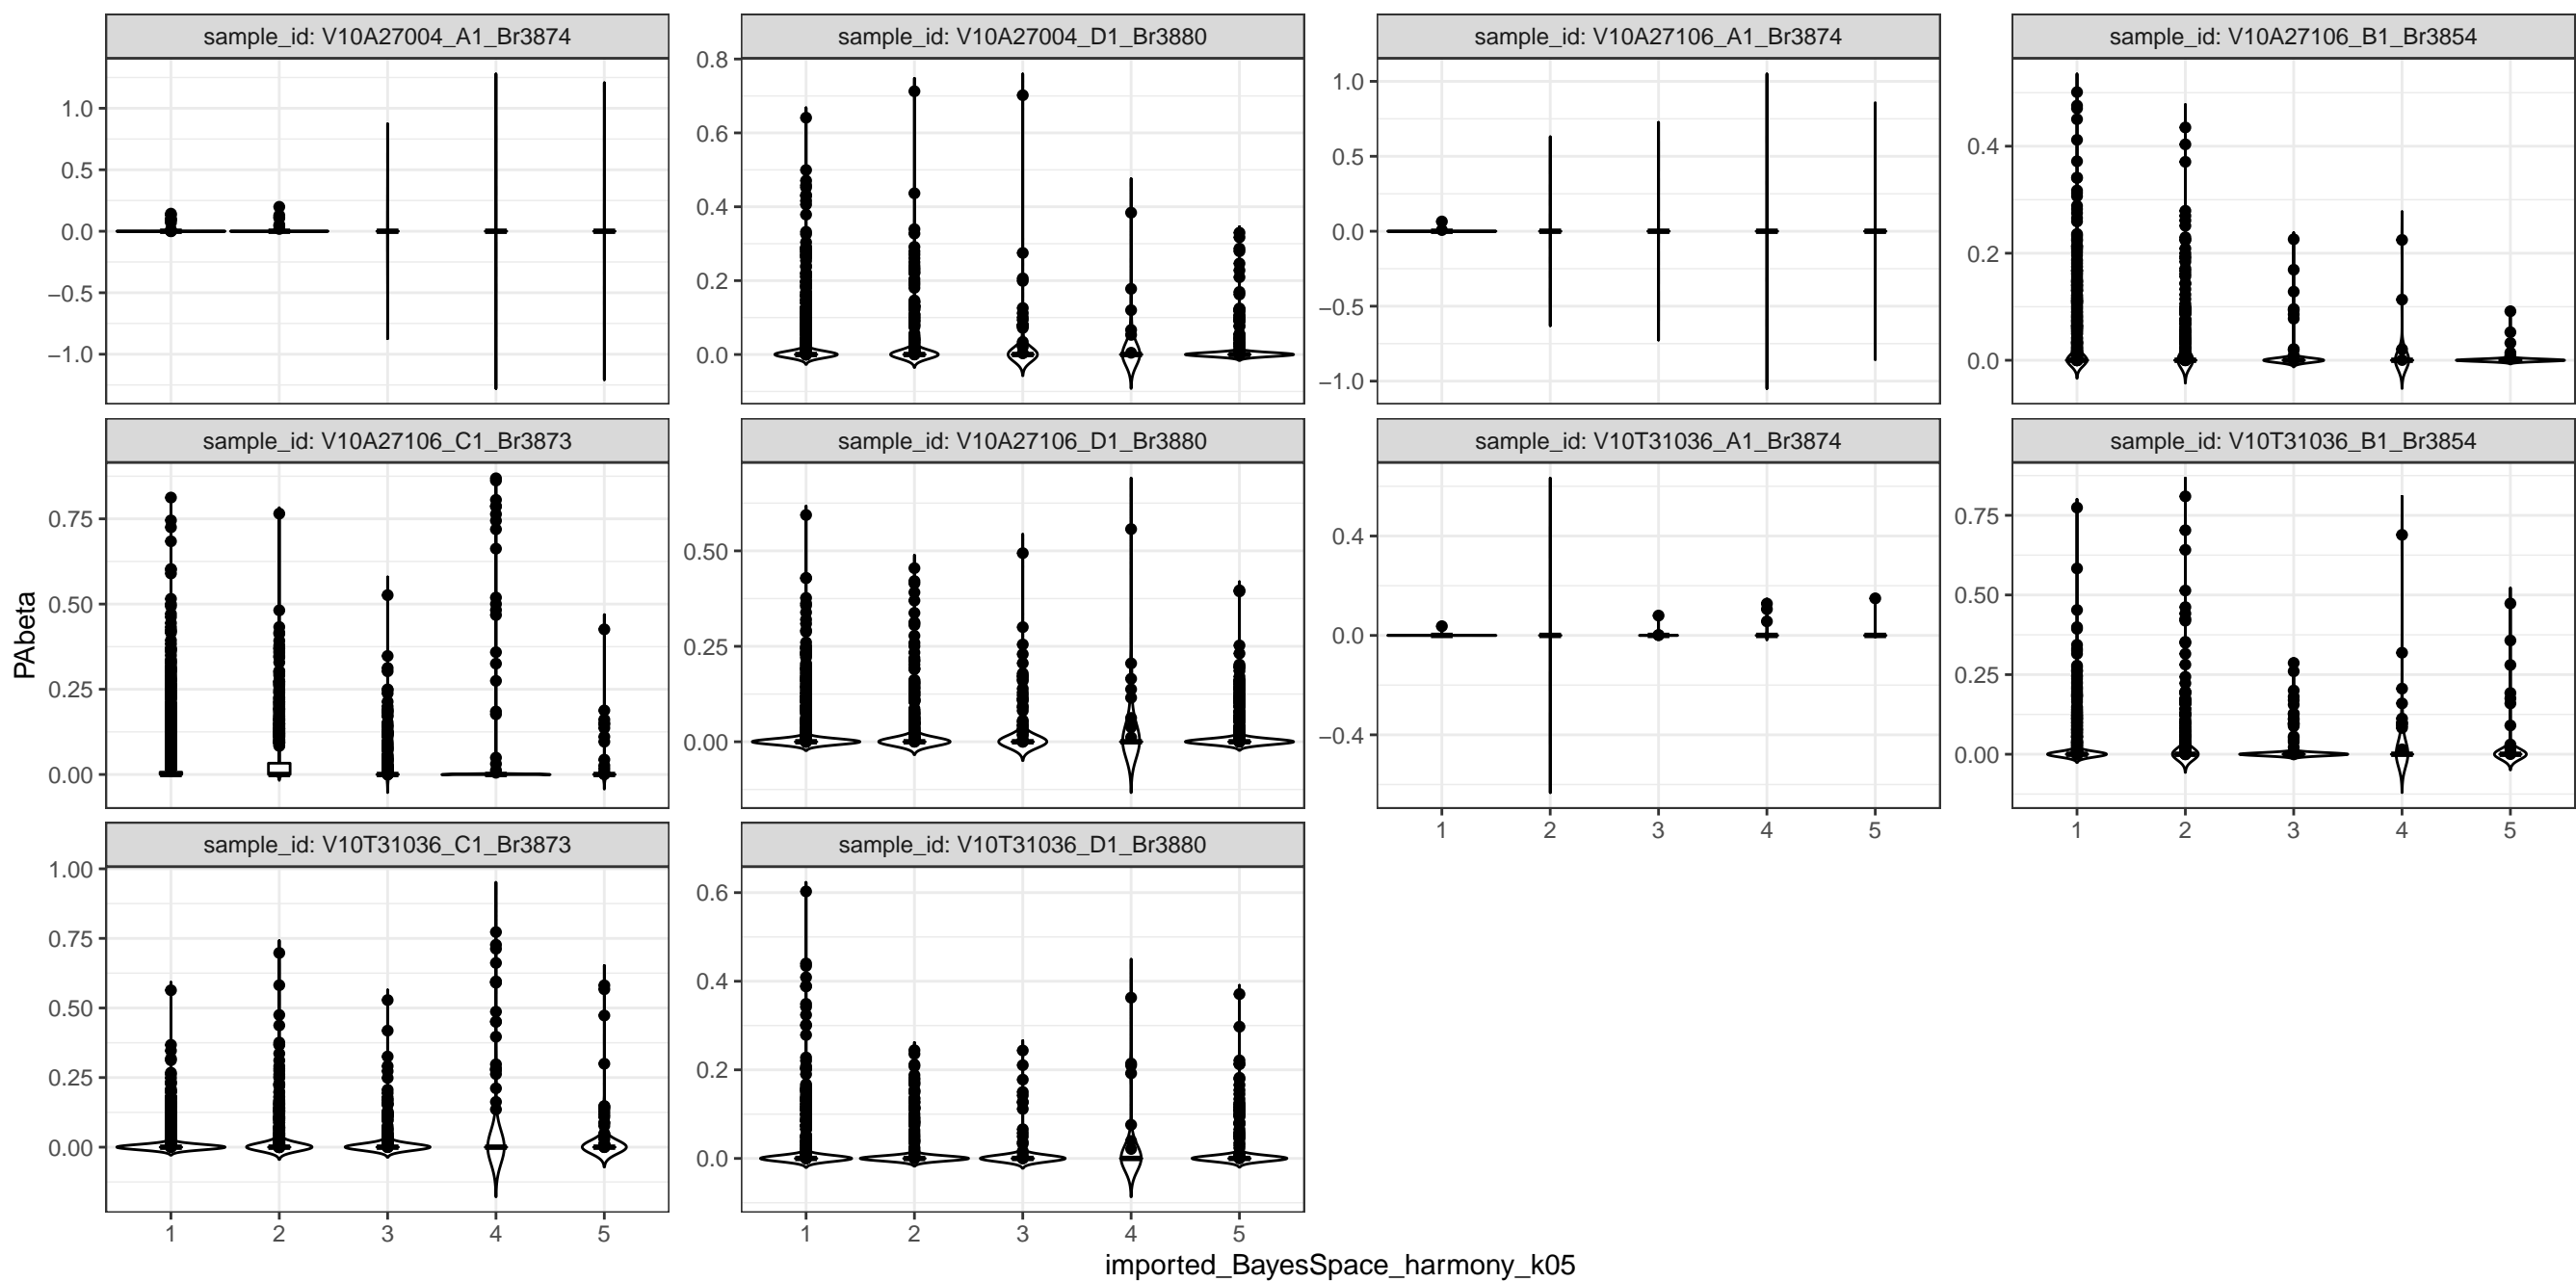 sample_id: V10A27004_A1_Br3874
sample_id: V10A27004_D1_Br3880
sample_id: V10A27106_A1_Br3874
sample_id: V10A27106_B1_Br3854
1.0
0.5
0.0
−0.5
−1.0
0.8
0.6
0.4
0.2
0.0
1.0
0.5
0.0
−0.5
−1.0
0.4
0.2
0.0
sample_id: V10A27106_C1_Br3873
sample_id: V10A27106_D1_Br3880
sample_id: V10T31036_A1_Br3874
sample_id: V10T31036_B1_Br3854
PAbeta
0.75
0.50
0.25
0.00
0.50
0.25
0.00
0.4
0.0
−0.4
0.75
0.50
0.25
0.00
1 2 3 4 5
1 2 3 4 5
sample_id: V10T31036_C1_Br3873
sample_id: V10T31036_D1_Br3880
1.00
0.75
0.50
0.25
0.00
0.6
0.4
0.2
0.0
1 2 3 4 5
1 2 3 4 5
imported_BayesSpace_harmony_k05